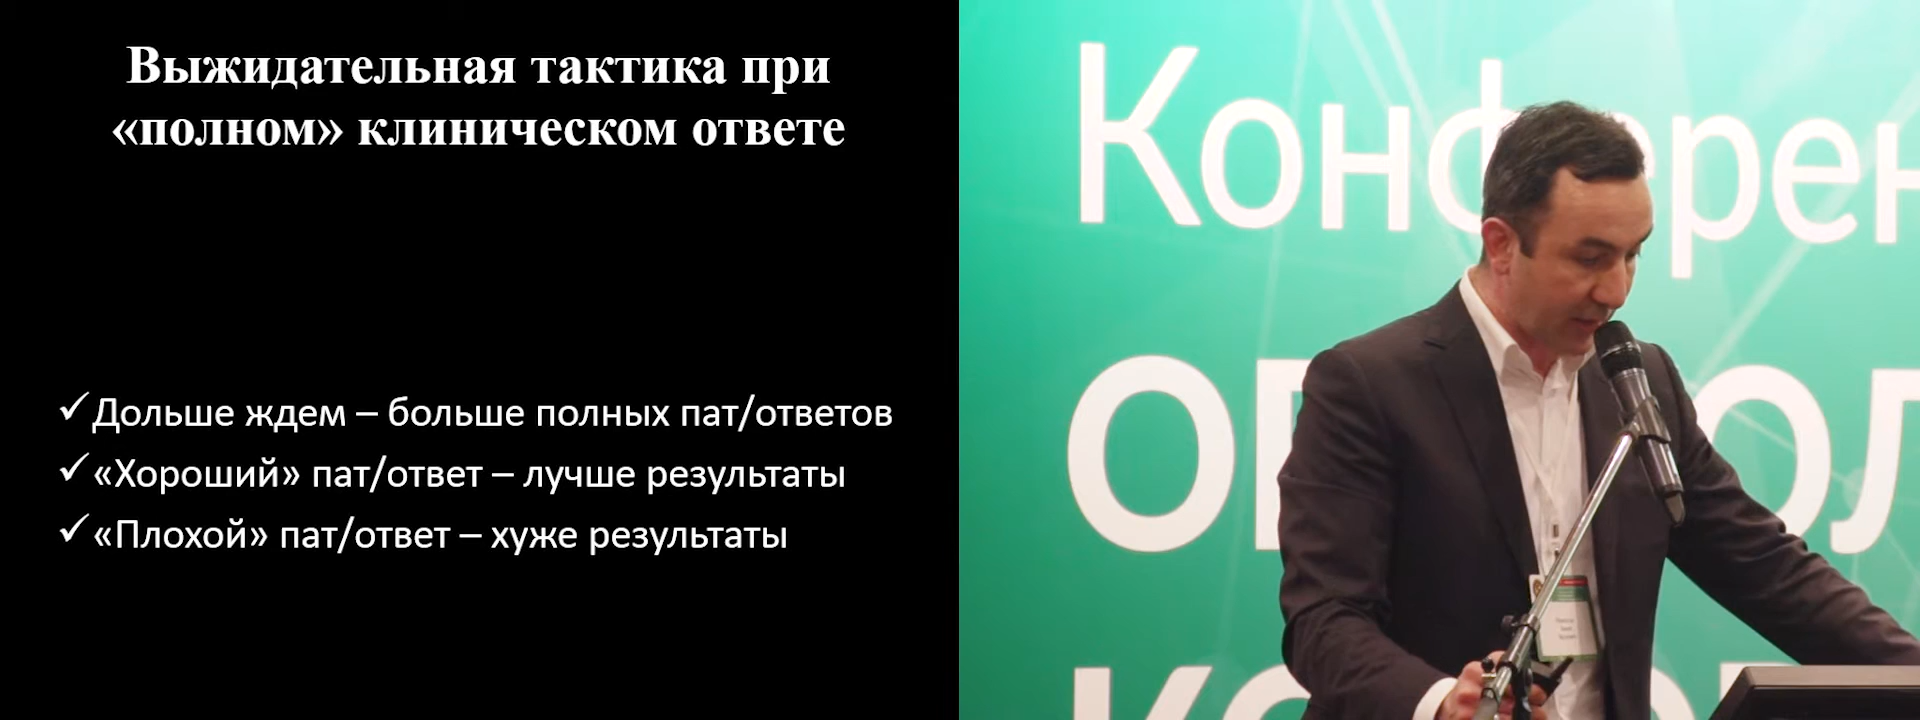 Выжидательная тактика при
«полном» клиническом ответе
Дольше ждем – больше полных пат/ответов
«Хороший» пат/ответ – лучше результаты
«Плохой» пат/ответ – хуже результаты